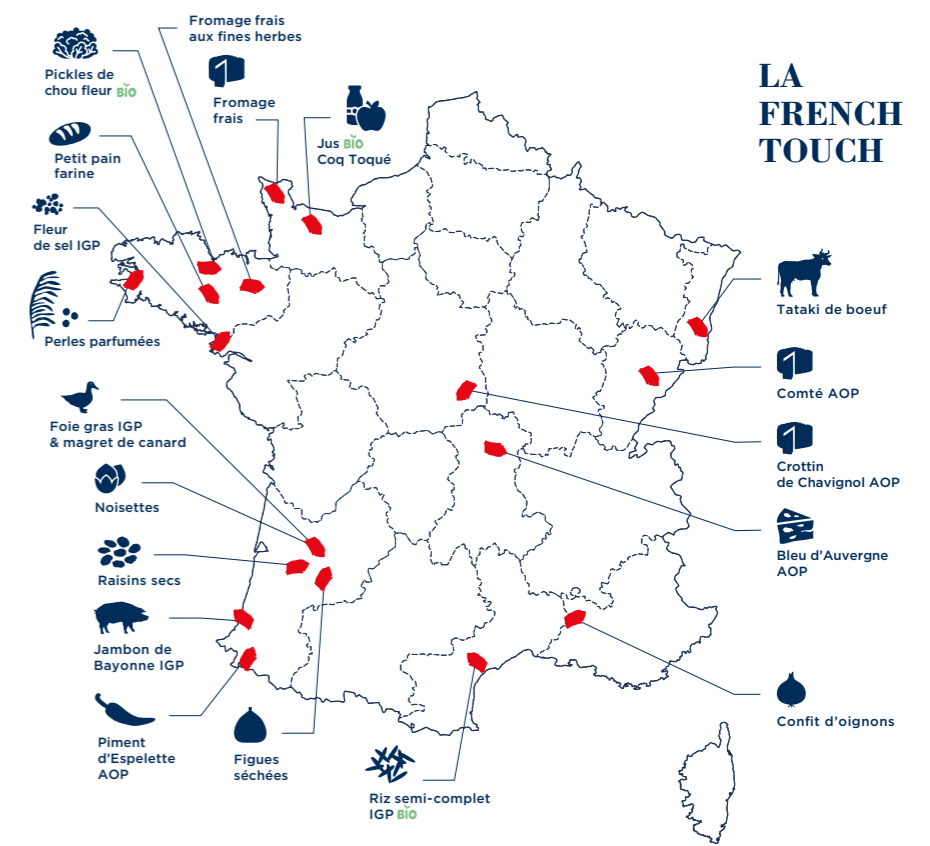 LA
FRENCH
TOUCH
Fromage frais
aux fines herbes
Pickles de
chou fleur BIO
Fromage
frais
Jus BIO
Coq Toqué
Petit pain
farine
Fleur
de sel IGP
Perles parfumées
Foie gras IGP
& magret de canard
Noisettes
Raisins secs
Jambon de
Bayonne IGP
Piment
d'Espelette
AOP
Figues
séchées
Riz semi-complet
IGP BIO
Tataki de boeuf
Comté AOP
Crottin
de Chavignol AOP
Bleu d'Auvergne
AOP
Confit d'oignons